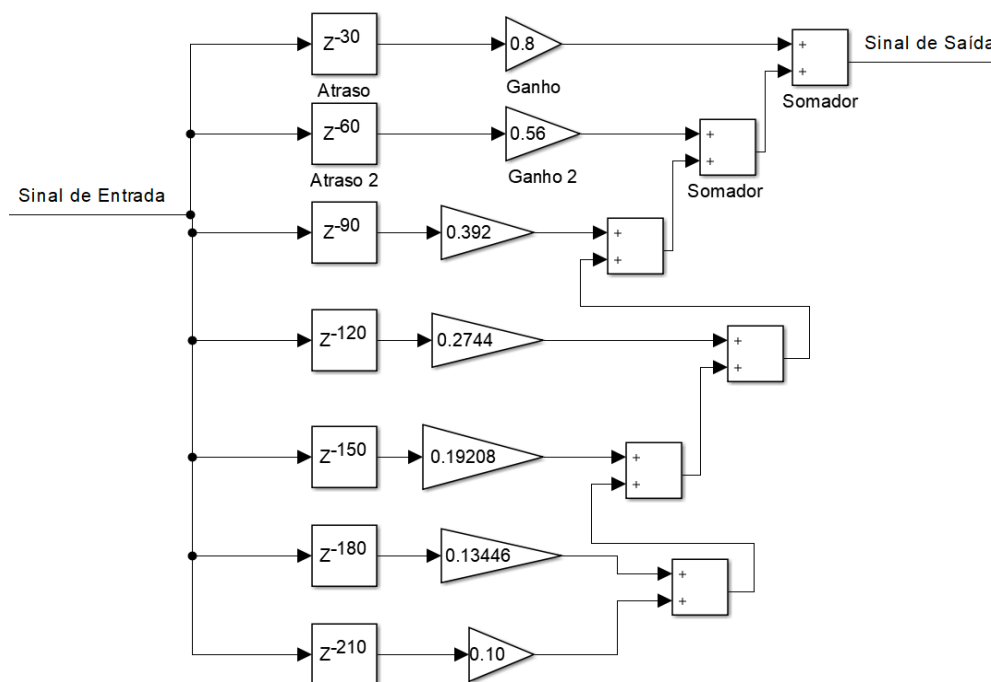 Z-30
0.8
+
+
Sinal de Saída
Atraso
Ganho
Somador
Z-60
0.56
+
+
Atraso 2
Ganho 2
Somador
Sinal de Entrada
Z-90
0.392
+
+
Z-120
0.2744
+
+
Z-150
0.19208
+
+
Z-180
0.13446
+
+
Z-210
0.10